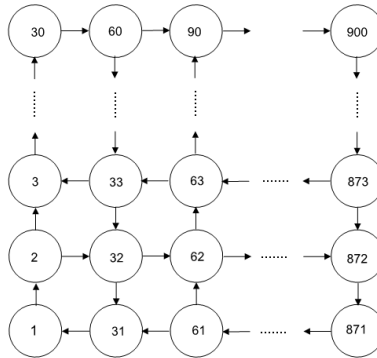 30 60 90 900
3 33 63 ....... 873
2 32 62 ....... 872
1 31 61 ....... 871